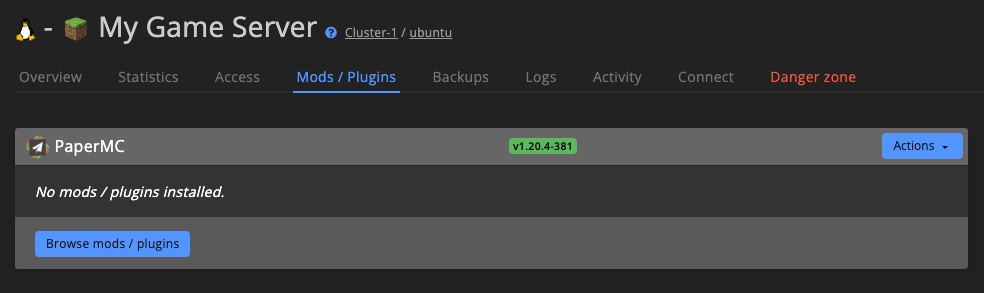 - My Game Server ? Cluster-1 / ubuntu
Overview Statistics Access Mods / Plugins Backups Logs Activity Connect Danger zone
PaperMC v1.20.4-381 Actions
No mods / plugins installed.
Browse mods / plugins